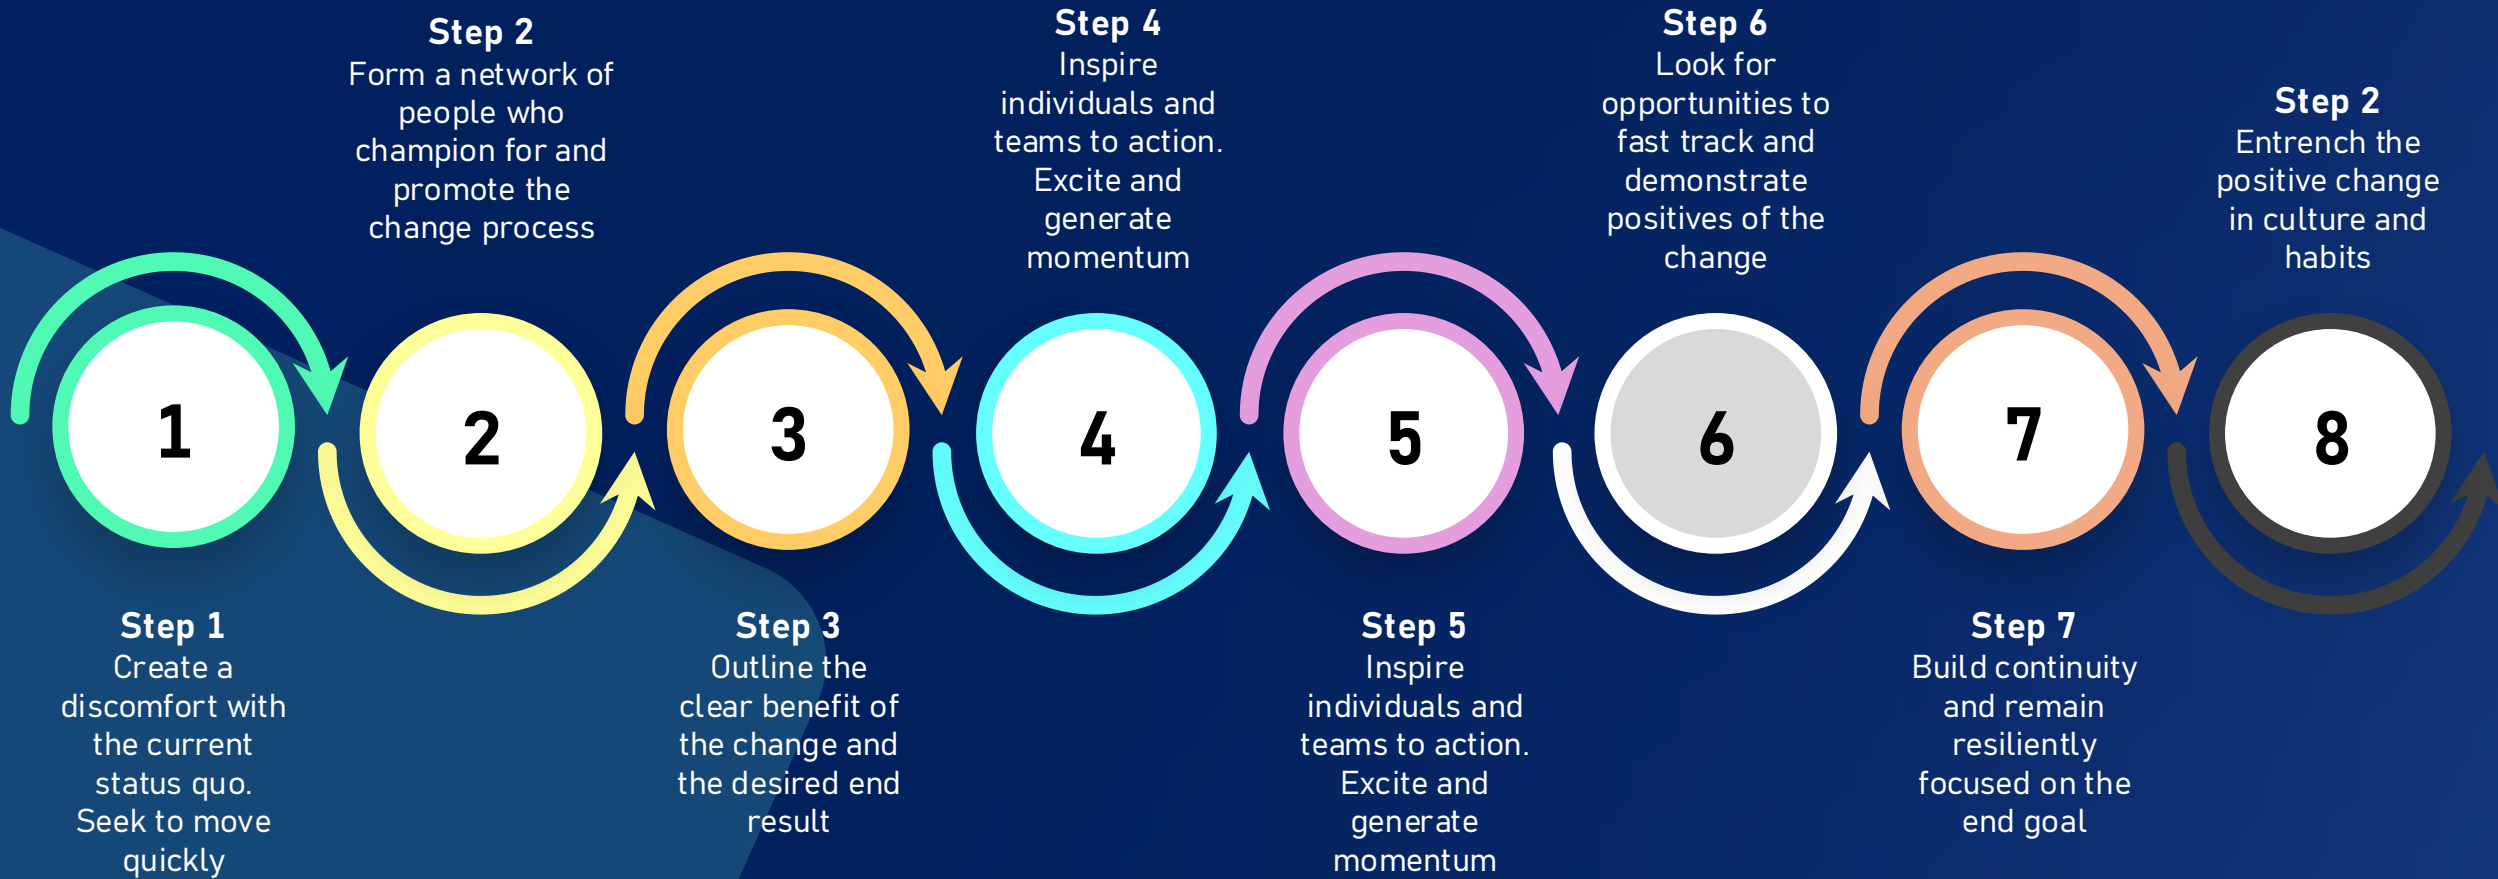 Step 2
Form a network of
people who
champion for and
promote the
change process
Step 4
Inspire
individuals and
teams to action.
Excite and
generate
momentum
Step 6
Look for
opportunities to
fast track and
demonstrate
positives of the
change
Step 2
Entrench the
positive change
in culture and
habits
1
2
3
4
5
6
7
8
Step 1
Create a
discomfort with
the current
status quo.
Seek to move
quickly
Step 3
Outline the
clear benefit of
the change and
the desired end
result
Step 5
Inspire
individuals and
teams to action.
Excite and
generate
momentum
Step 7
Build continuity
and remain
resiliently
focused on the
end goal